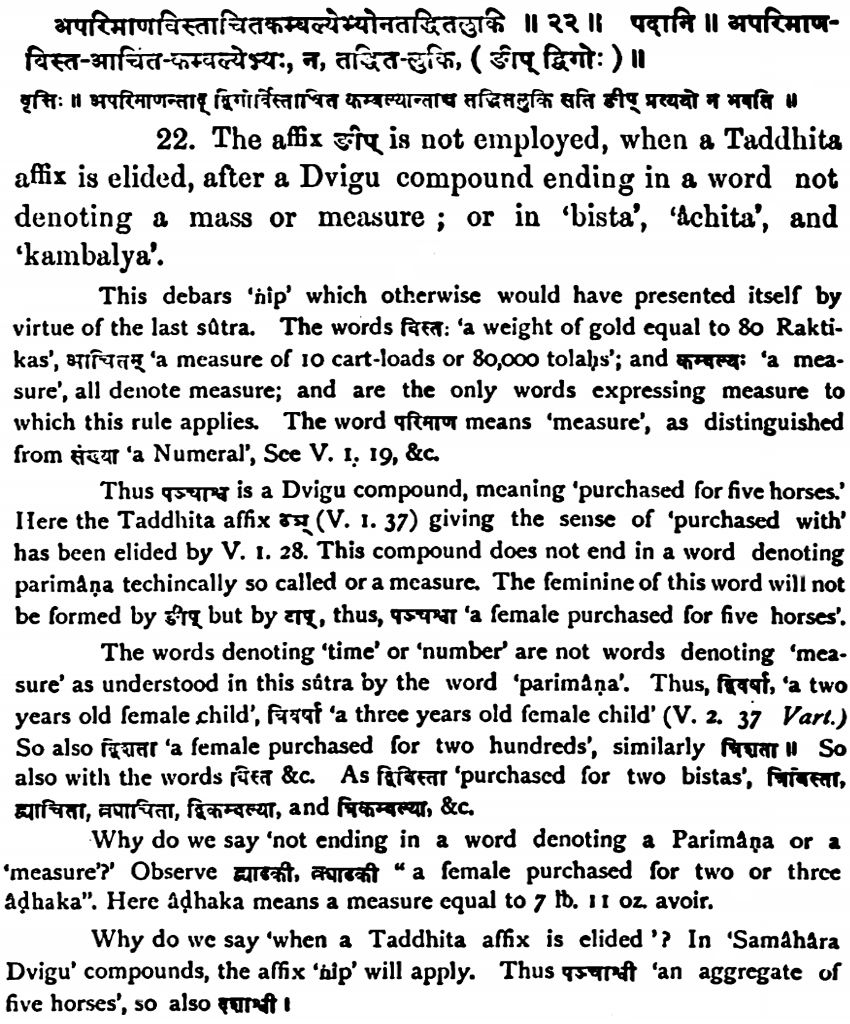 अपरिमाणविस्ताचितकम्बल्येभ्योनतद्धितलुकि ॥ २२ ॥ पदानि ॥ अपरिमाण-
विस्त-आचित-कम्वल्येभ्यः, न, तद्धित-लुकि, ( ङीप् द्विगोः ) ॥
वृत्तिः ॥ अपरिमाणन्ताद् द्विगोर्विस्ताचित कम्बल्यान्ताच्च तद्धितलुकि सति ङीप् प्रत्ययो न भवति ॥
22. The affix ङीप् is not employed, when a Taddhita
affix is elided, after a Dvigu compound ending in a word not
denoting a mass or measure ; or in ‘bista’, ‘âchita’, and
‘kambalya’.
This debars ‘ṅip’ which otherwise would have presented itself by
virtue of the last sûtra. The words विस्तः ‘a weight of gold equal to 80 Rakti-
kas’, आचितम् ‘a measure of 10 cart-loads or 80,000 tolaḥs’; and कम्बल्यः ‘a mea-
sure’, all denote measure; and are the only words expressing measure to
which this rule applies. The word परिमाण means ‘measure’, as distinguished
from संख्या ‘a Numeral’, See V. 1. 19, &c.
Thus पञ्चाश्व is a Dvigu compound, meaning ‘purchased for five horses.’
Here the Taddhita affix ठञ् (V. 1. 37) giving the sense of ‘purchased with’
has been elided by V. 1. 28. This compound does not end in a word denoting
parimâṇa techincally so called or a measure. The feminine of this word will not
be formed by ङीप् but by टाप्, thus, पञ्चाश्वा ‘a female purchased for five horses’.
The words denoting ‘time’ or ‘number’ are not words denoting ‘mea-
sure’ as understood in this sûtra by the word ‘parimâṇa’. Thus, द्विवर्षा, ‘a two
years old female child’, त्रिवर्षा ‘a three years old female child’ (V. 2. 37 Vart.)
So also द्विशता ‘a female purchased for two hundreds’, similarly त्रिशता ॥ So
also with the words विस्त &c. As द्विविस्ता ‘purchased for two bistas’, त्रिविस्ता,
द्व्याचिता, त्र्याचिता, द्विकम्बल्या, and त्रिकम्बल्या, &c.
Why do we say ‘not ending in a word denoting a Parimâṇa or a
‘measure’?’ Observe द्व्याढकी, त्र्याढकी “ a female purchased for two or three
âḍhaka”. Here âḍhaka means a measure equal to 7 lb. 11 oz. avoir.
Why do we say ‘when a Taddhita affix is elided ’? In ‘Samâhâra
Dvigu’ compounds, the affix ‘ṅip’ will apply. Thus पञ्चाश्वी ‘an aggregate of
five horses’, so also दशाश्वी ।